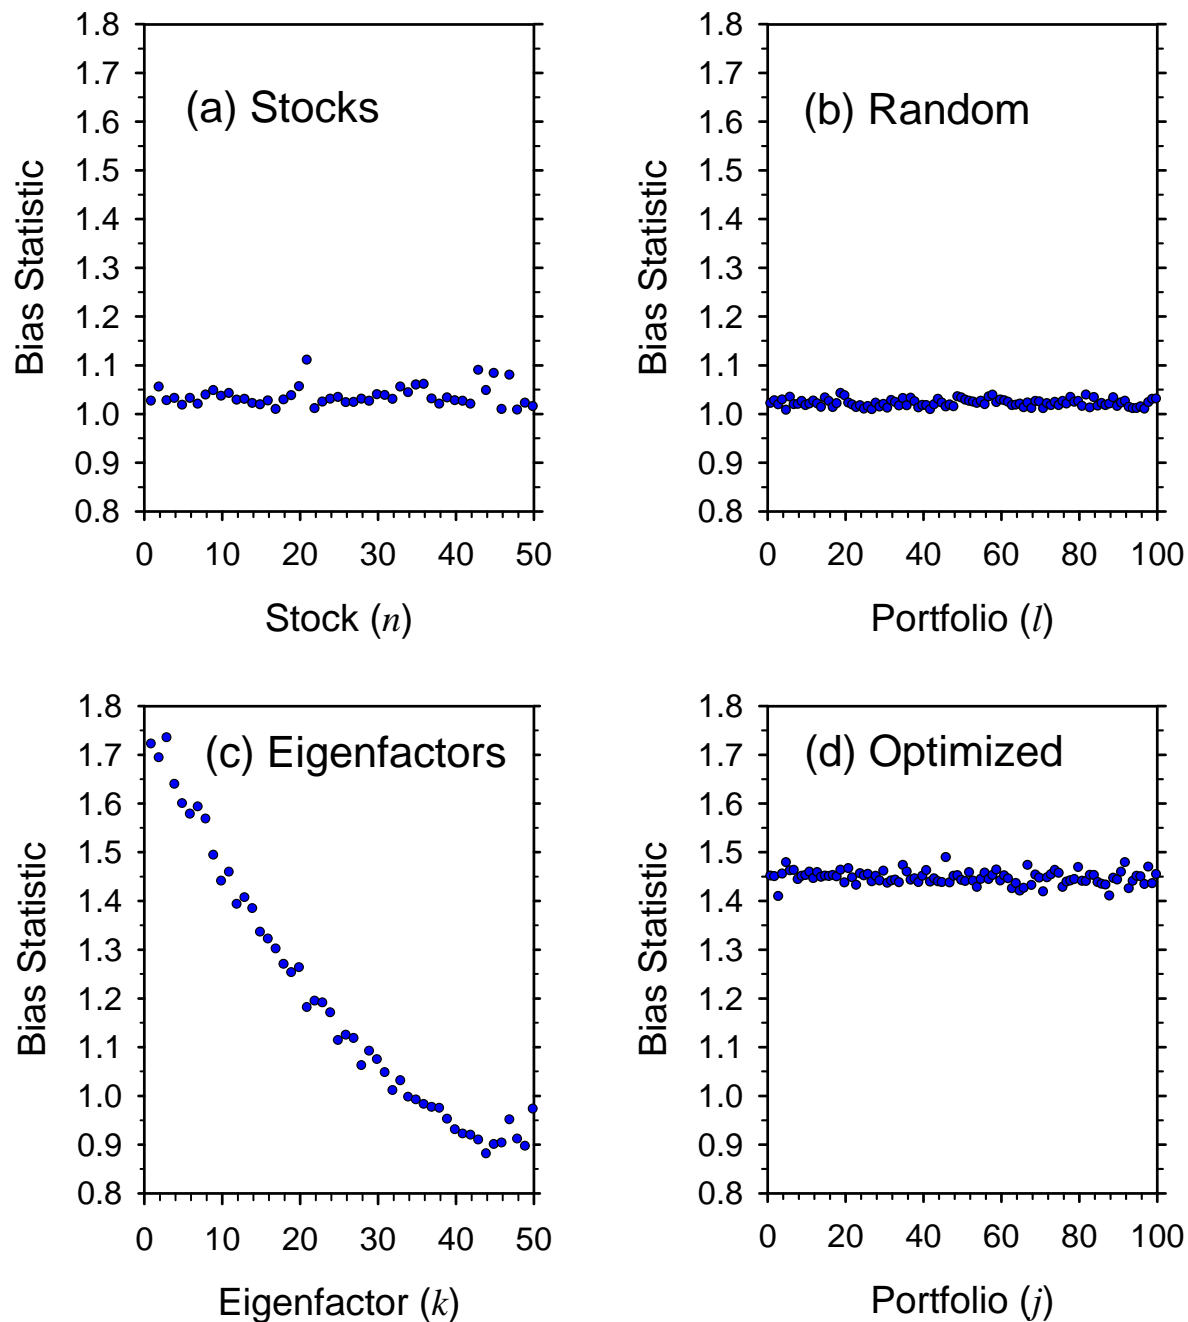 1.8
1.7
1.6
1.5
1.4
1.3
1.2
1.1
1.0
0.9
0.8
Bias Statistic
(a) Stocks
0 10 20 30 40 50
Stock (n)
1.8
1.7
1.6
1.5
1.4
1.3
1.2
1.1
1.0
0.9
0.8
Bias Statistic
(b) Random
0 20 40 60 80 100
Portfolio (l)
1.8
1.7
1.6
1.5
1.4
1.3
1.2
1.1
1.0
0.9
0.8
Bias Statistic
(c) Eigenfactors
0 10 20 30 40 50
Eigenfactor (k)
1.8
1.7
1.6
1.5
1.4
1.3
1.2
1.1
1.0
0.9
0.8
Bias Statistic
(d) Optimized
0 20 40 60 80 100
Portfolio (j)